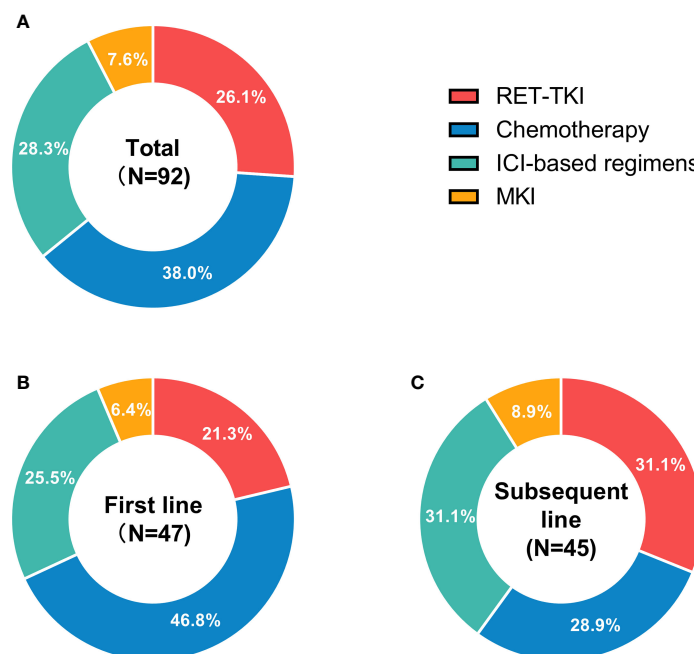 A
7.6%
26.1%
28.3%
38.0%
Total
（N=92)
RET-TKI
Chemotherapy
ICI-based regimens
MKI
B
6.4%
21.3%
25.5%
46.8%
First line
（N=47)
C
8.9%
31.1%
31.1%
28.9%
Subsequent
line
(N=45)